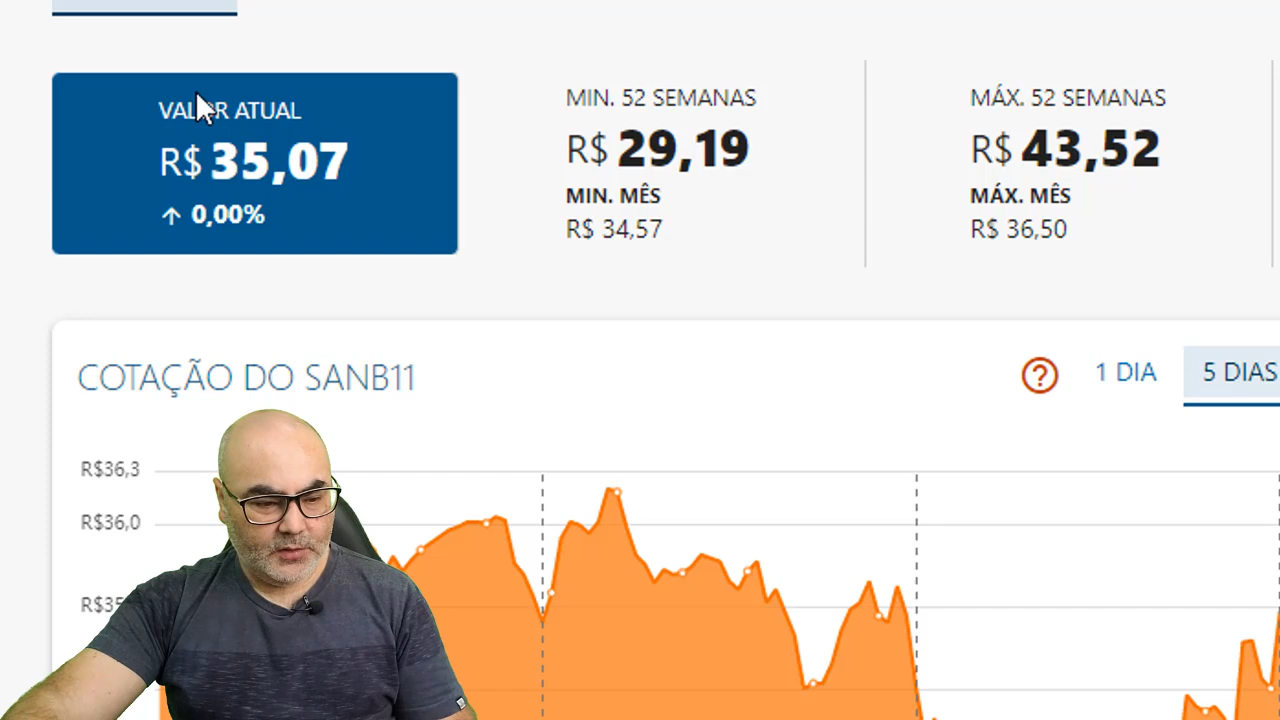 VALOR ATUAL
R$ 35,07
↑ 0,00%
MIN. 52 SEMANAS
R$ 29,19
MIN. MÊS
R$ 34,57
MÁX. 52 SEMANAS
R$ 43,52
MÁX. MÊS
R$ 36,50
COTAÇÃO DO SANB11
?
1 DIA
5 DIAS
R$36,3
R$36,0